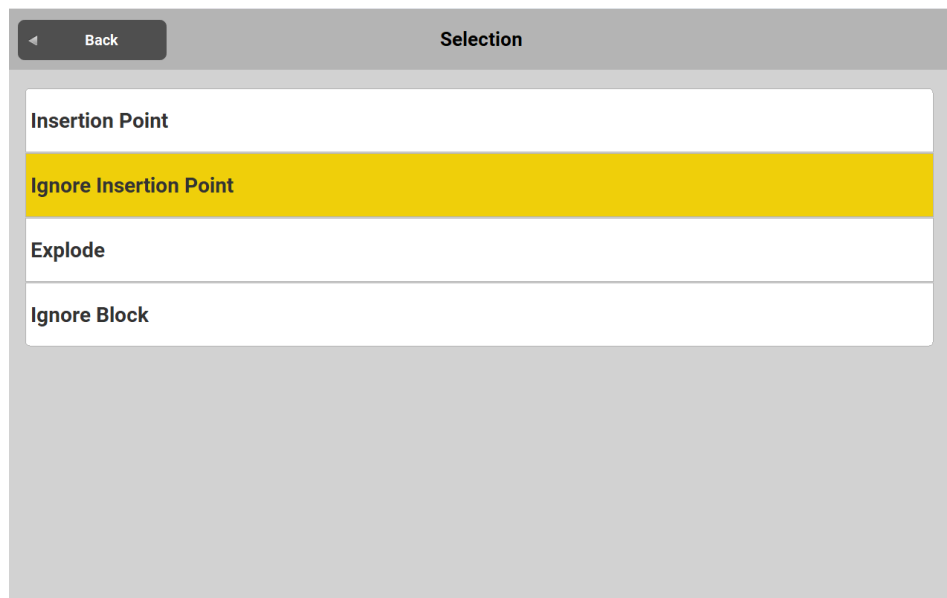 Back
Selection
Insertion Point
Ignore Insertion Point
Explode
Ignore Block